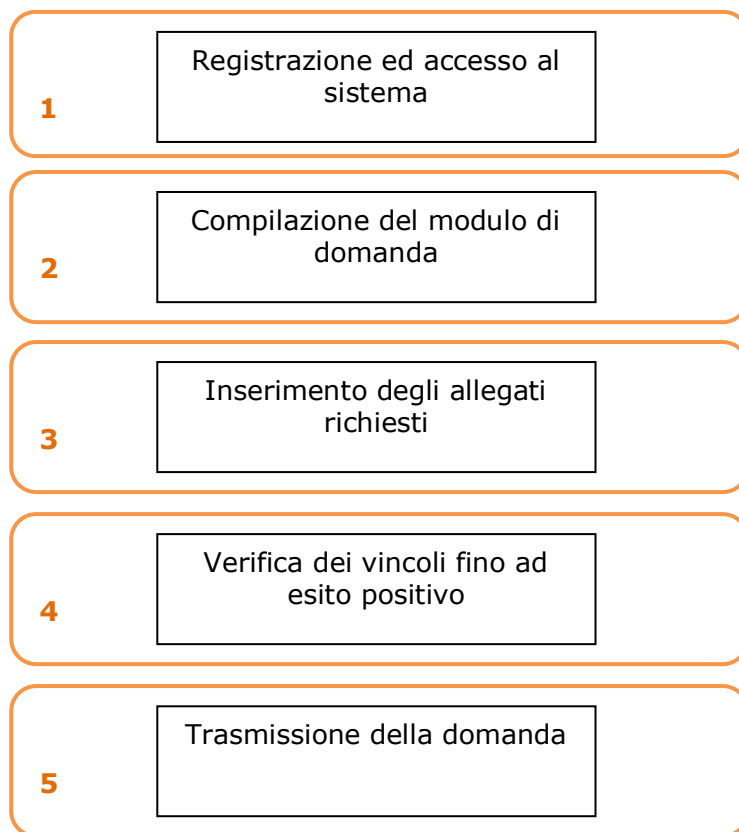 Registrazione ed accesso al
sistema
1
Compilazione del modulo di
domanda
2
Inserimento degli allegati
richiesti
3
Verifica dei vincoli fino ad
esito positivo
4
Trasmissione della domanda
5